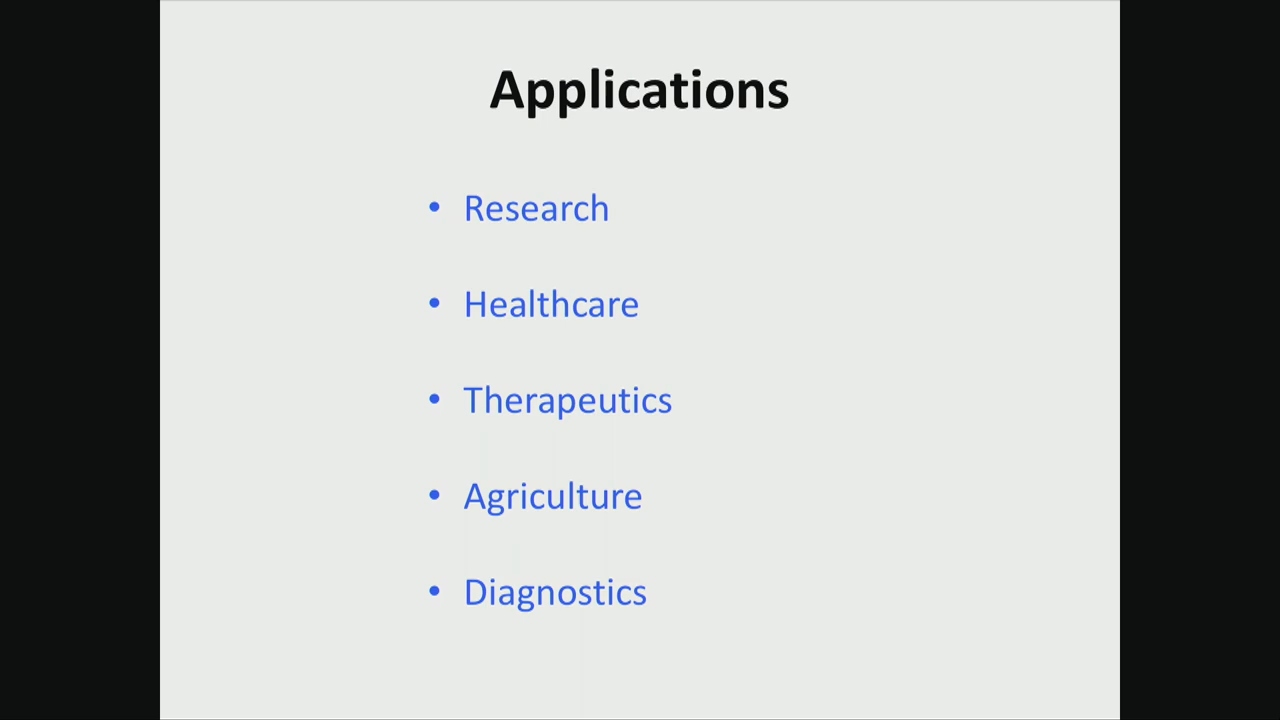 Applications
• Research
• Healthcare
• Therapeutics
• Agriculture
• Diagnostics